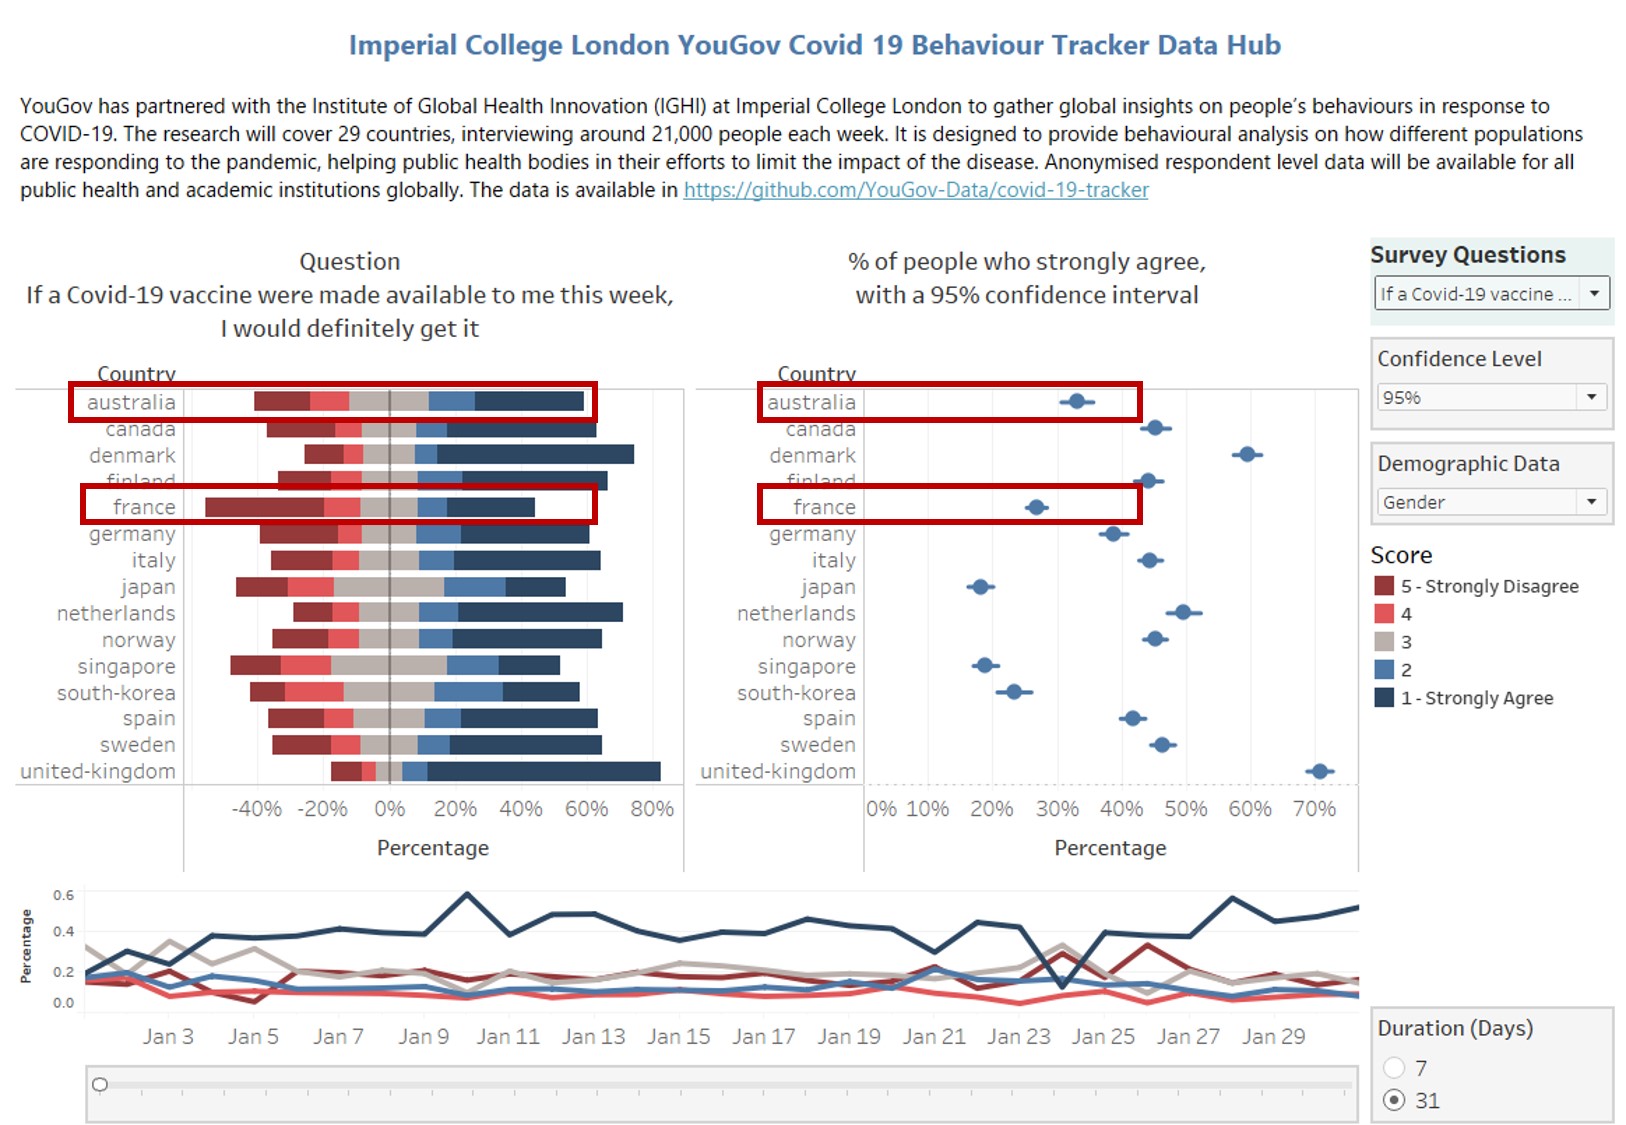 Imperial College London YouGov Covid 19 Behaviour Tracker Data Hub
YouGov has partnered with the Institute of Global Health Innovation (IGHI) at Imperial College London to gather global insights on people’s behaviours in response to
COVID-19. The research will cover 29 countries, interviewing around 21,000 people each week. It is designed to provide behavioural analysis on how different populations
are responding to the pandemic, helping public health bodies in their efforts to limit the impact of the disease. Anonymised respondent level data will be available for all
public health and academic institutions globally. The data is available in https://github.com/YouGov-Data/covid-19-tracker
Question
If a Covid-19 vaccine were made available to me this week,
I would definitely get it
Country
australia
canada
denmark
finland
france
germany
italy
japan
netherlands
norway
singapore
south-korea
spain
sweden
united-kingdom
-40% -20% 0% 20% 40% 60% 80%
Percentage
% of people who strongly agree,
with a 95% confidence interval
Country
australia
canada
denmark
finland
france
germany
italy
japan
netherlands
norway
singapore
south-korea
spain
sweden
united-kingdom
0% 10% 20% 30% 40% 50% 60% 70%
Percentage
Survey Questions
If a Covid-19 vaccine ...
Confidence Level
95%
Demographic Data
Gender
Score
5 - Strongly Disagree
4
3
2
1 - Strongly Agree
Percentage
0.6
0.4
0.2
0.0
Jan 3 Jan 5 Jan 7 Jan 9 Jan 11 Jan 13 Jan 15 Jan 17 Jan 19 Jan 21 Jan 23 Jan 25 Jan 27 Jan 29
Duration (Days)
7
31